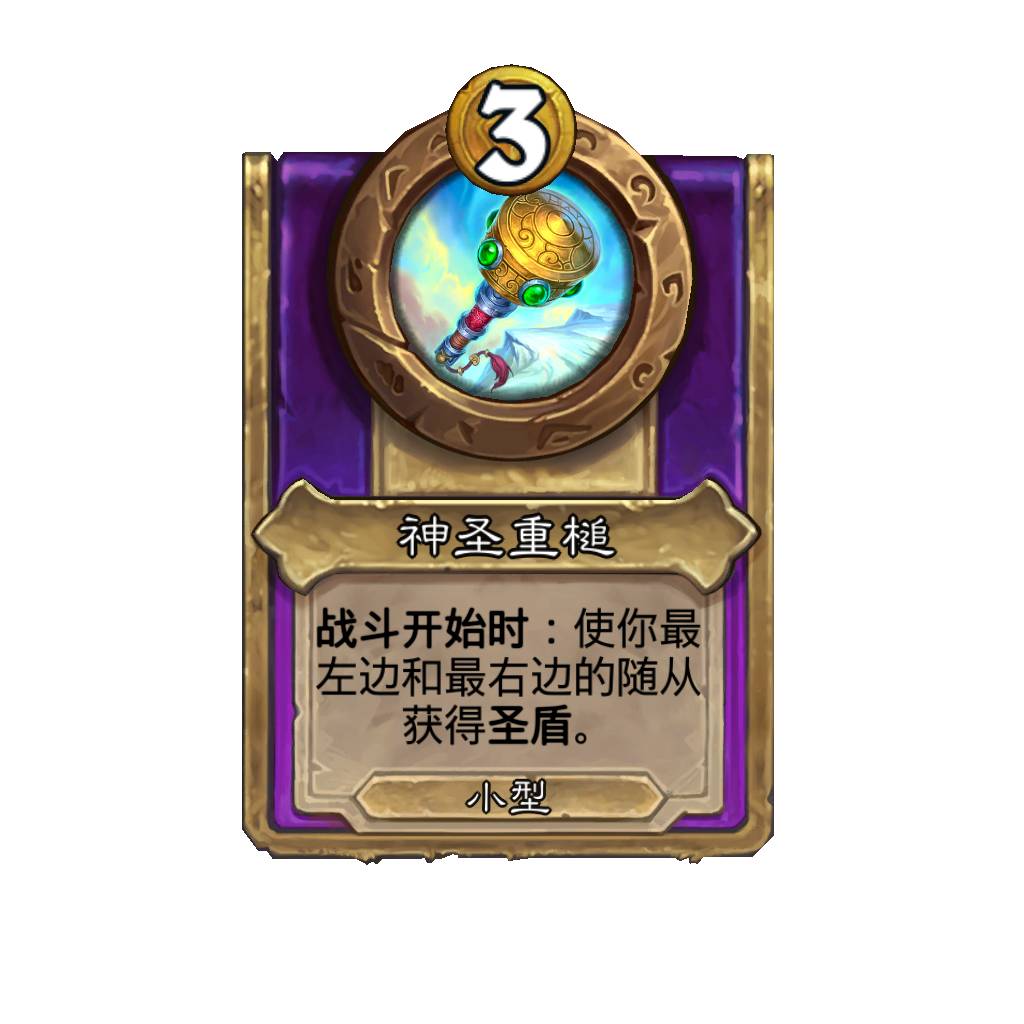 3
神圣重槌
战斗开始时：使你最
左边和最右边的随从
获得圣盾。
小型